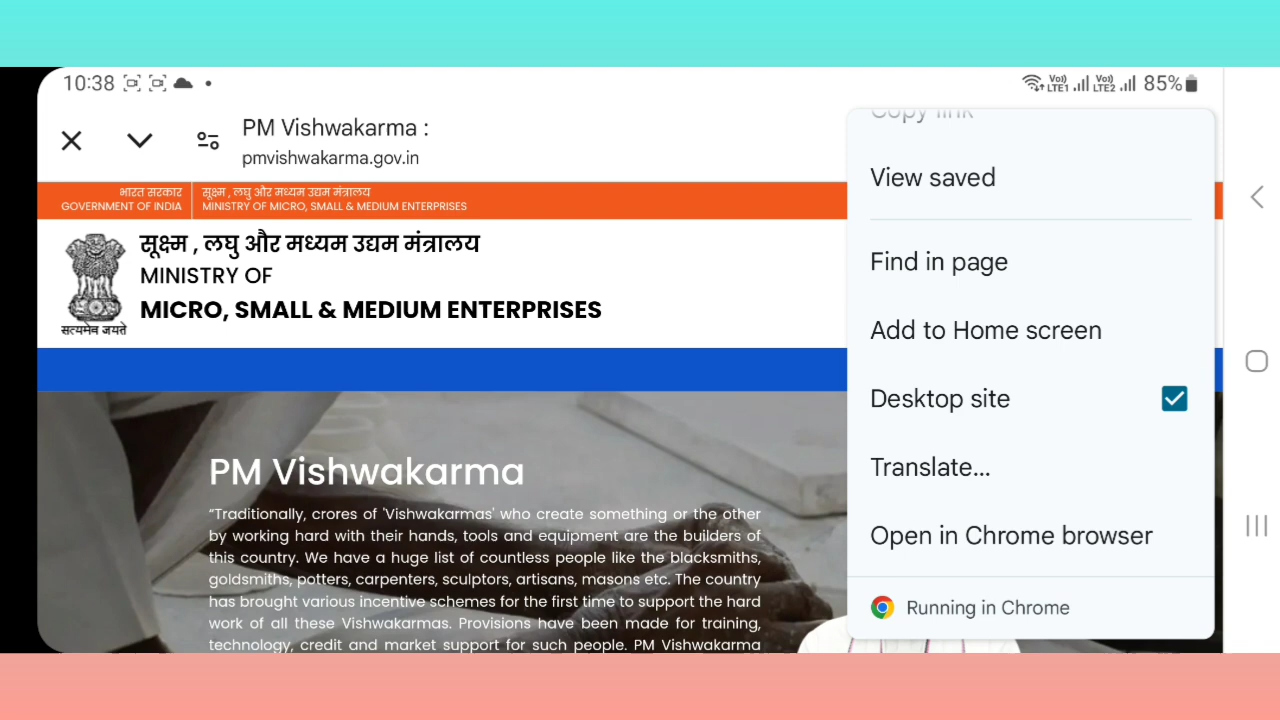 10:38
VoLTE1 VoLTE2 85%
PM Vishwakarma :
pmvishwakarma.gov.in
भारत सरकार
GOVERNMENT OF INDIA
सूक्ष्म , लघु और मध्यम उद्यम मंत्रालय
MINISTRY OF MICRO, SMALL & MEDIUM ENTERPRISES
सूक्ष्म , लघु और मध्यम उद्यम मंत्रालय
MINISTRY OF
MICRO, SMALL & MEDIUM ENTERPRISES
सत्यमेव जयते
PM Vishwakarma
“Traditionally, crores of 'Vishwakarmas' who create something or the other
by working hard with their hands, tools and equipment are the builders of
this country. We have a huge list of countless people like the blacksmiths,
goldsmiths, potters, carpenters, sculptors, artisans, masons etc. The country
has brought various incentive schemes for the first time to support the hard
work of all these Vishwakarmas. Provisions have been made for training,
technology, credit and market support for such people. PM Vishwakarma
Copy link
View saved
Find in page
Add to Home screen
Desktop site
Translate...
Open in Chrome browser
Running in Chrome